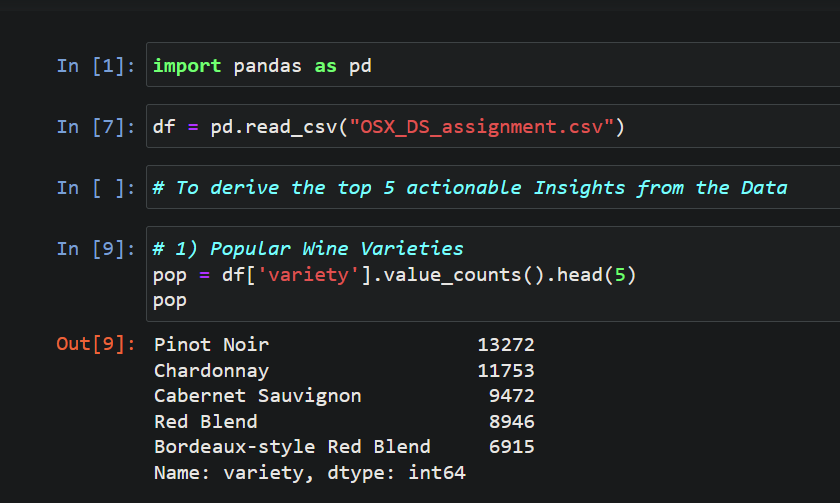 In [1]: import pandas as pd
In [7]: df = pd.read_csv("OSX_DS_assignment.csv")
In [ ]: # To derive the top 5 actionable Insights from the Data
In [9]: # 1) Popular Wine Varieties
pop = df['variety'].value_counts().head(5)
pop
Out[9]: Pinot Noir 13272
Chardonnay 11753
Cabernet Sauvignon 9472
Red Blend 8946
Bordeaux-style Red Blend 6915
Name: variety, dtype: int64